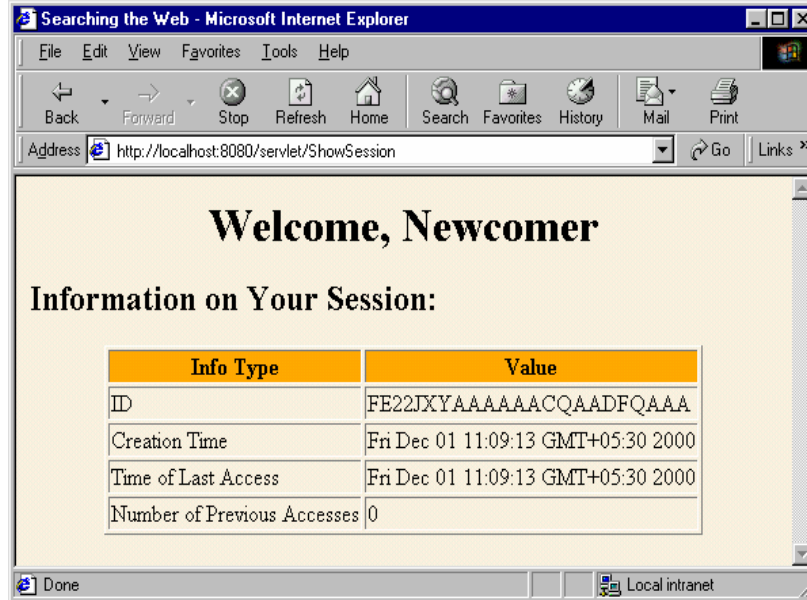 Searching the Web - Microsoft Internet Explorer
File Edit View Favorites Tools Help
Back Forward Stop Refresh Home Search Favorites History Mail Print
Address http://localhost:8080/servlet/ShowSession Go Links »
Welcome, Newcomer
Information on Your Session:
Info Type Value
ID FE22JXYAAAAAACQAADFQAAA
Creation Time Fri Dec 01 11:09:13 GMT+05:30 2000
Time of Last Access Fri Dec 01 11:09:13 GMT+05:30 2000
Number of Previous Accesses 0
Done Local intranet